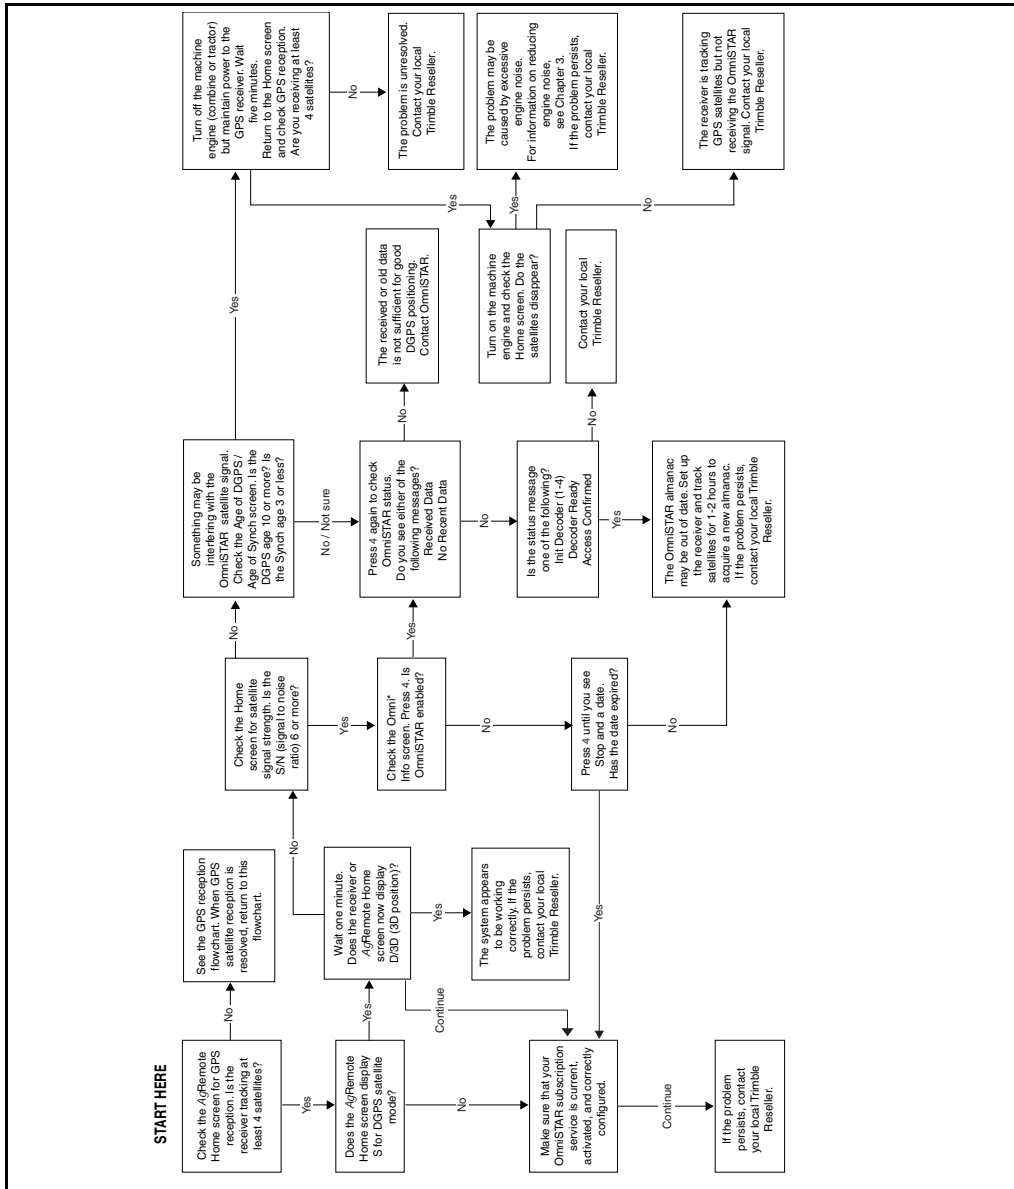 START HERE
Check the AgRemote
Home screen for GPS
reception. Is the
receiver tracking at
least 4 satellites?
No
See the GPS reception
flowchart. When GPS
satellite reception is
resolved, return to this
flowchart.
Yes
Does the AgRemote
Home screen display
S for DGPS satellite
mode?
Yes
Wait one minute.
Does the receiver or
AgRemote Home
screen now display
D/3D (3D position)?
Yes
The system appears
to be working
correctly. If the
problem persists,
contact your local
Trimble Reseller.
Continue
No
No
Make sure that your
OmniSTAR subscription
service is current,
activated, and correctly
configured.
Continue
If the problem
persists, contact
your local Trimble
Reseller.
Check the Home
screen for satellite
signal strength. Is the
S/N (signal to noise
ratio) 6 or more?
No
Yes
Check the Omni*
Info screen. Press 4. Is
OmniSTAR enabled?
Yes
No
Press 4 until you see
Stop and a date.
Has the date expired?
Yes
No
Something may be
interfering with the
OmniSTAR satellite signal.
Check the Age of DGPS /
Age of Synch screen. Is the
DGPS age 10 or more? Is
the Synch age 3 or less?
Yes
No / Not sure
Press 4 again to check
OmniSTAR status.
Do you see either of the
following messages?
Received Data
No Recent Data
No
The received or old data
is not sufficient for good
DGPS positioning.
Contact OmniSTAR.
No
Is the status message
one of the following?
Init Decoder (1-4)
Decoder Ready
Access Confirmed
No
Contact your local
Trimble Reseller.
Yes
The OmniSTAR almanac
may be out of date. Set up
the receiver and track
satellites for 1-2 hours to
acquire a new almanac.
If the problem persists,
contact your local Trimble
Reseller.
Turn off the machine
engine (combine or tractor)
but maintain power to the
GPS receiver. Wait
five minutes.
Return to the Home screen
and check GPS reception.
Are you receiving at least
4 satellites?
No
The problem is unresolved.
Contact your local
Trimble Reseller.
Yes
Turn on the machine
engine and check the
Home screen. Do the
satellites disappear?
Yes
The problem may be
caused by excessive
engine noise.
For information on reducing
engine noise,
see Chapter 3.
If the problem persists,
contact your local
Trimble Reseller.
No
The receiver is tracking
GPS satellites but not
receiving the OmniSTAR
signal. Contact your local
Trimble Reseller.